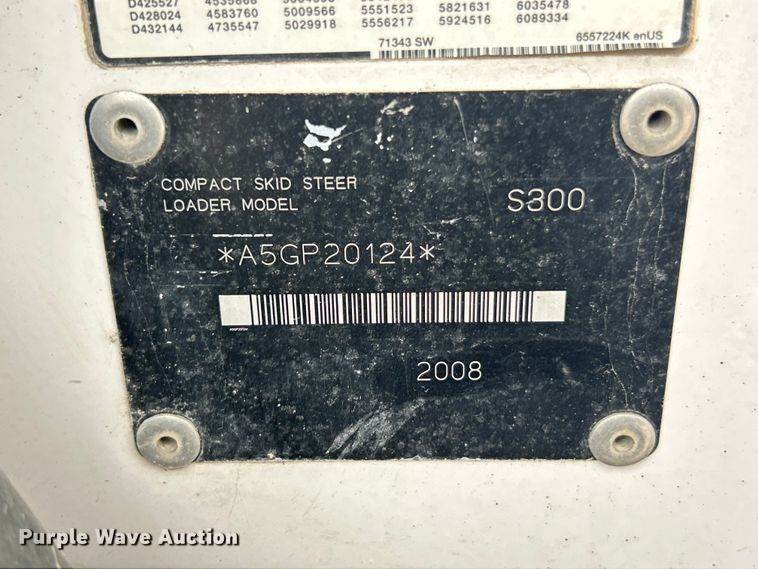 D425527 4535868 5551523 5821631 6035478
D428024 4583760 5009566 5556217 5924516 6089334
D432144 4735547 5029918
71343 SW
6557224K enUS
COMPACT SKID STEER
LOADER MODEL
S300
*A5GP20124*
2008
Purple Wave Auction